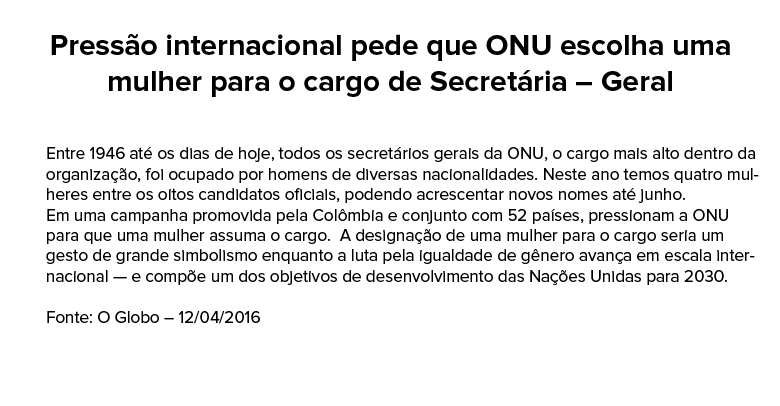 Pressão internacional pede que ONU escolha uma
mulher para o cargo de Secretária – Geral
Entre 1946 até os dias de hoje, todos os secretários gerais da ONU, o cargo mais alto dentro da
organização, foi ocupado por homens de diversas nacionalidades. Neste ano temos quatro mul-
heres entre os oitos candidatos oficiais, podendo acrescentar novos nomes até junho.
Em uma campanha promovida pela Colômbia e conjunto com 52 países, pressionam a ONU
para que uma mulher assuma o cargo.  A designação de uma mulher para o cargo seria um
gesto de grande simbolismo enquanto a luta pela igualdade de gênero avança em escala inter-
nacional — e compõe um dos objetivos de desenvolvimento das Nações Unidas para 2030.
Fonte: O Globo – 12/04/2016